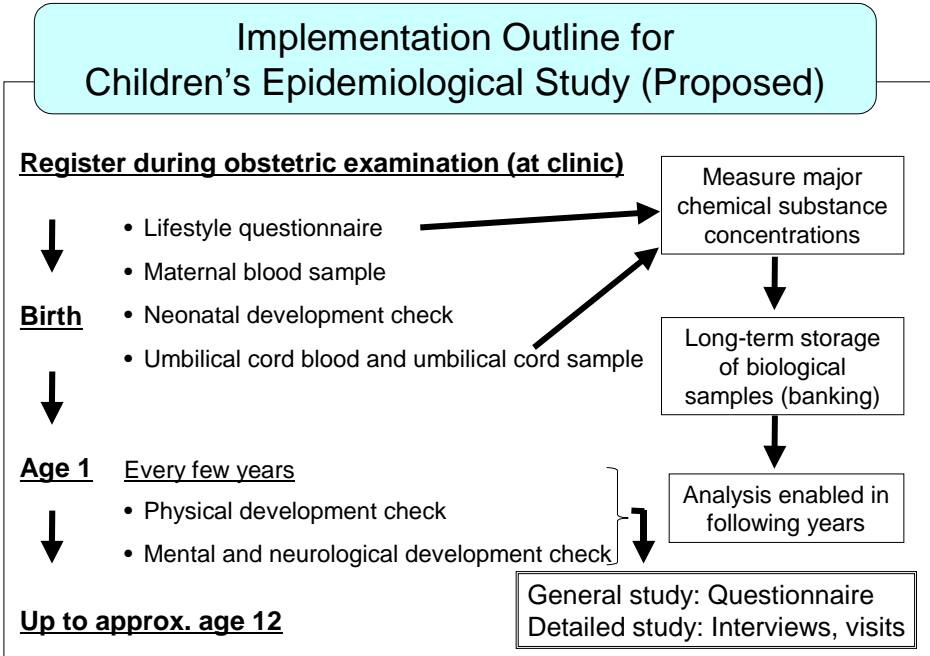 Implementation Outline for
Children's Epidemiological Study (Proposed)
Register during obstetric examination (at clinic)
• Lifestyle questionnaire
• Maternal blood sample
Birth
• Neonatal development check
• Umbilical cord blood and umbilical cord sample
Measure major
chemical substance
concentrations
Long-term storage
of biological
samples (banking)
Analysis enabled in
following years
Age 1
Every few years
• Physical development check
• Mental and neurological development check
General study: Questionnaire
Detailed study: Interviews, visits
Up to approx. age 12